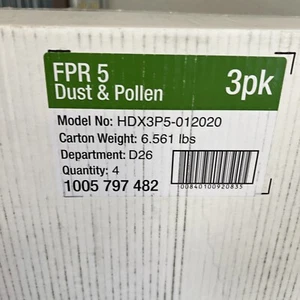 FPR 5
Dust & Pollen
3pk
Model No: HDX3P5-012020
Carton Weight: 6.561 lbs
Department: D26
Quantity: 4
1005 797 482
100840100920835